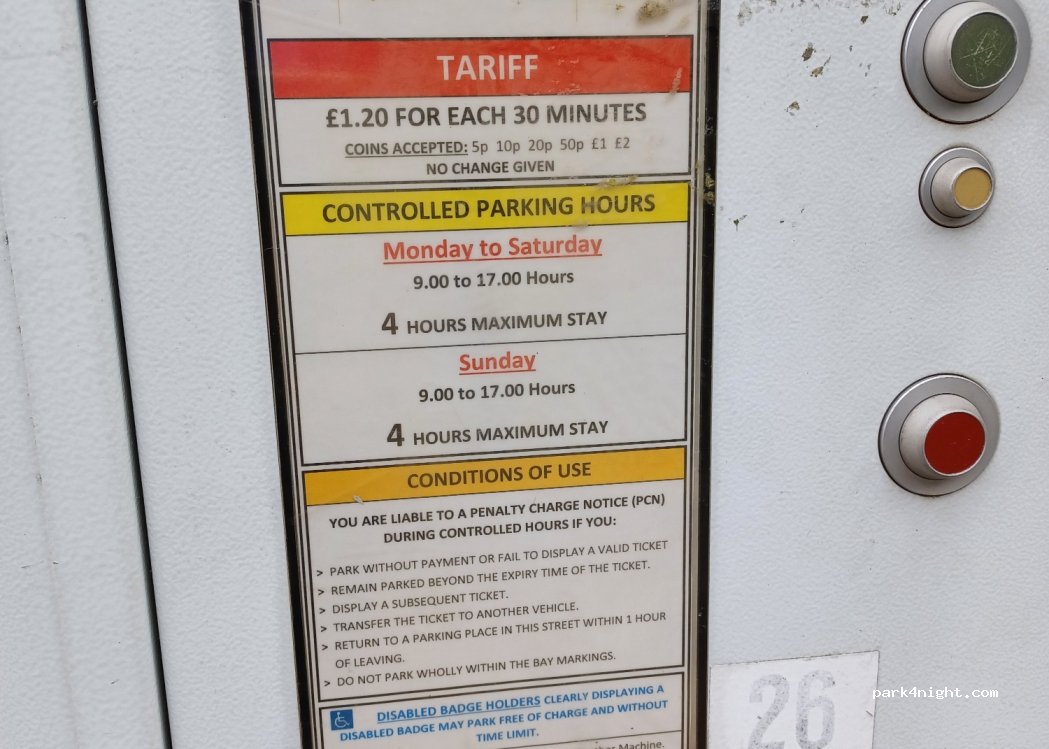 TARIFF
£1.20 FOR EACH 30 MINUTES
COINS ACCEPTED: 5p 10p 20p 50p £1 £2
NO CHANGE GIVEN
CONTROLLED PARKING HOURS
Monday to Saturday
9.00 to 17.00 Hours
4 HOURS MAXIMUM STAY
Sunday
9.00 to 17.00 Hours
4 HOURS MAXIMUM STAY
CONDITIONS OF USE
YOU ARE LIABLE TO A PENALTY CHARGE NOTICE (PCN)
DURING CONTROLLED HOURS IF YOU:
> PARK WITHOUT PAYMENT OR FAIL TO DISPLAY A VALID TICKET
> REMAIN PARKED BEYOND THE EXPIRY TIME OF THE TICKET.
> DISPLAY A SUBSEQUENT TICKET.
> TRANSFER THE TICKET TO ANOTHER VEHICLE.
> RETURN TO A PARKING PLACE IN THIS STREET WITHIN 1 HOUR
OF LEAVING.
> DO NOT PARK WHOLLY WITHIN THE BAY MARKINGS.
DISABLED BADGE HOLDERS CLEARLY DISPLAYING A
DISABLED BADGE MAY PARK FREE OF CHARGE AND WITHOUT
TIME LIMIT.
Machine.
26
park4night.com